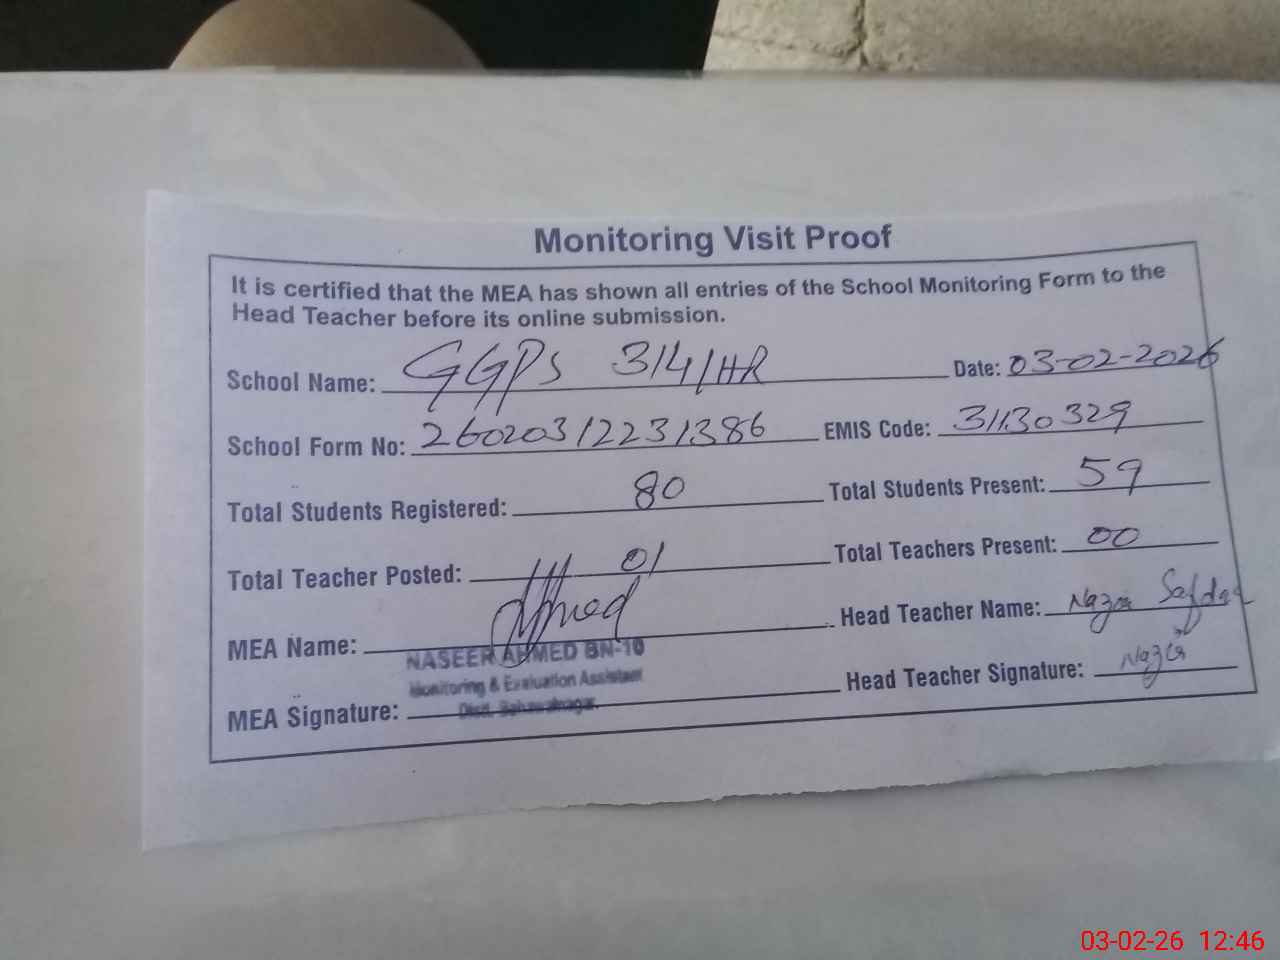 Monitoring Visit Proof
It is certified that the MEA has shown all entries of the School Monitoring Form to the
Head Teacher before its online submission.
School Name: GGPS 314/HR Date: 03-02-2026
School Form No: 26020312231386 EMIS Code: 31130329
Total Students Registered: 80 Total Students Present: 59
Total Teacher Posted: 01 Total Teachers Present: 00
MEA Name: Head Teacher Name: Safdar
NASEER AHMED BN-10
Monitoring & Evaluation Assistant
Distt. Bahawalnagar
MEA Signature: Head Teacher Signature:
03-02-26 12:46